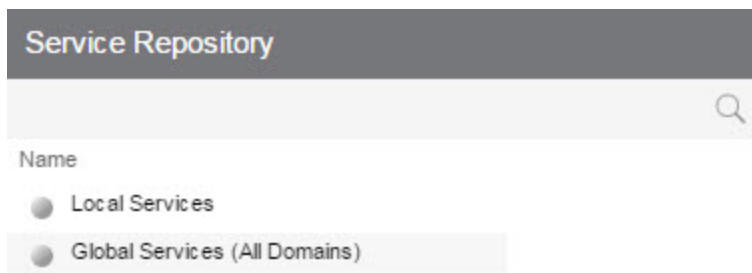 Service Repository
Name
Local Services
Global Services (All Domains)